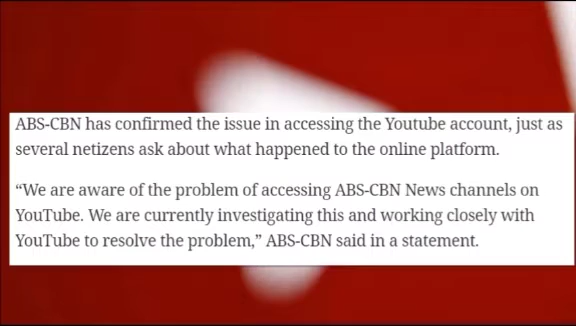 ABS-CBN has confirmed the issue in accessing the Youtube account, just as
several netizens ask about what happened to the online platform.
“We are aware of the problem of accessing ABS-CBN News channels on
YouTube. We are currently investigating this and working closely with
YouTube to resolve the problem,” ABS-CBN said in a statement.